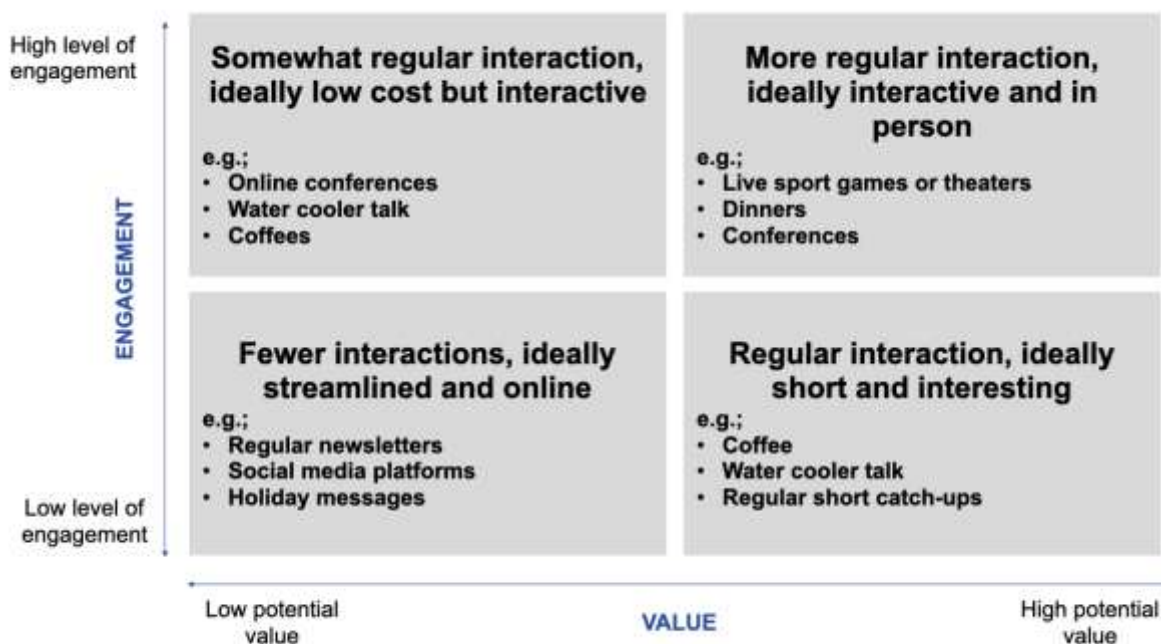 High level of
engagement
ENGAGEMENT
Low level of
engagement
Somewhat regular interaction,
ideally low cost but interactive
e.g.;
• Online conferences
• Water cooler talk
• Coffees
More regular interaction,
ideally interactive and in
person
e.g.;
• Live sport games or theaters
• Dinners
• Conferences
Fewer interactions, ideally
streamlined and online
e.g.;
• Regular newsletters
• Social media platforms
• Holiday messages
Regular interaction, ideally
short and interesting
e.g.;
• Coffee
• Water cooler talk
• Regular short catch-ups
Low potential
value
VALUE
High potential
value